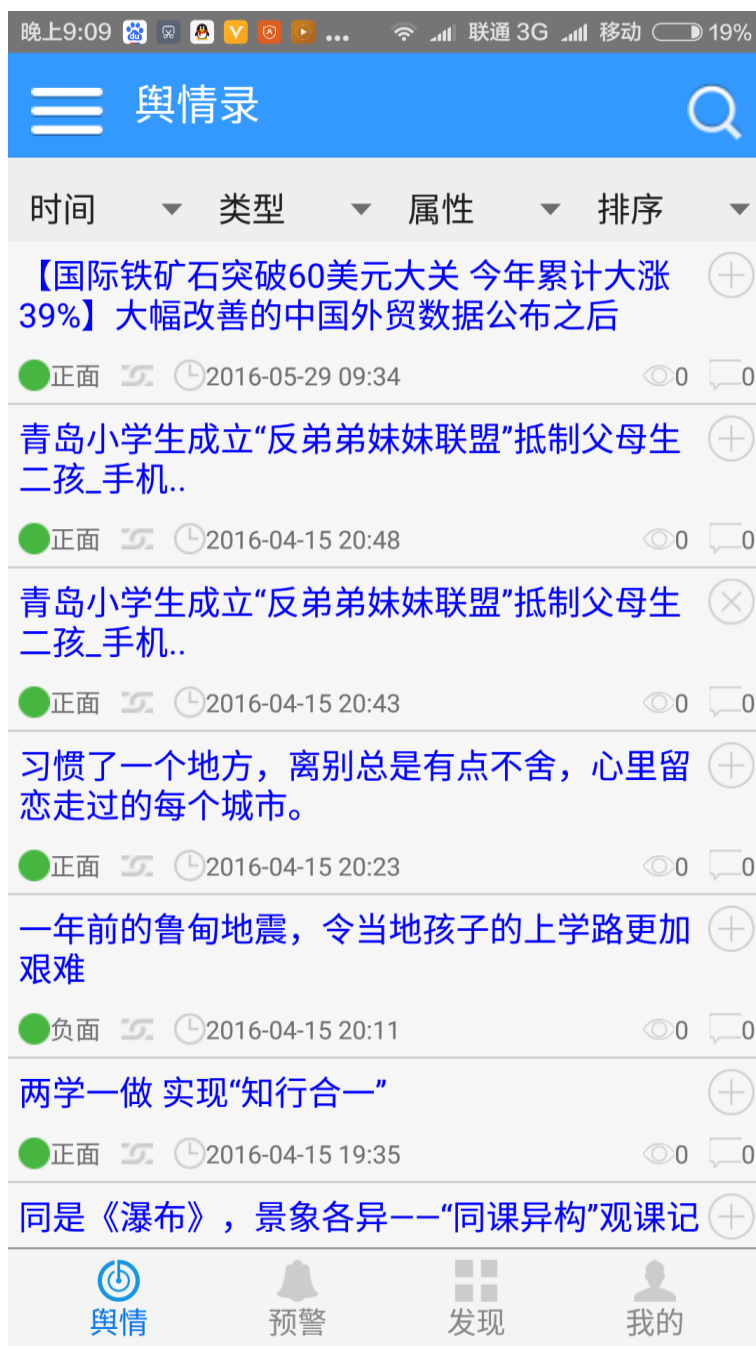 晚上9:09 ... 联通 3G 移动 19%
舆情录
时间 类型 属性 排序
【国际铁矿石突破60美元大关 今年累计大涨
39%】大幅改善的中国外贸数据公布之后
正面 2016-05-29 09:34 0 0
青岛小学生成立“反弟弟妹妹联盟”抵制父母生
二孩_手机..
正面 2016-04-15 20:48 0 0
青岛小学生成立“反弟弟妹妹联盟”抵制父母生
二孩_手机..
正面 2016-04-15 20:43 0 0
习惯了一个地方，离别总是有点不舍，心里留
恋走过的每个城市。
正面 2016-04-15 20:23 0 0
一年前的鲁甸地震，令当地孩子的上学路更加
艰难
负面 2016-04-15 20:11 0 0
两学一做 实现“知行合一”
正面 2016-04-15 19:35 0 0
同是《瀑布》，景象各异——“同课异构”观课记
舆情 预警 发现 我的